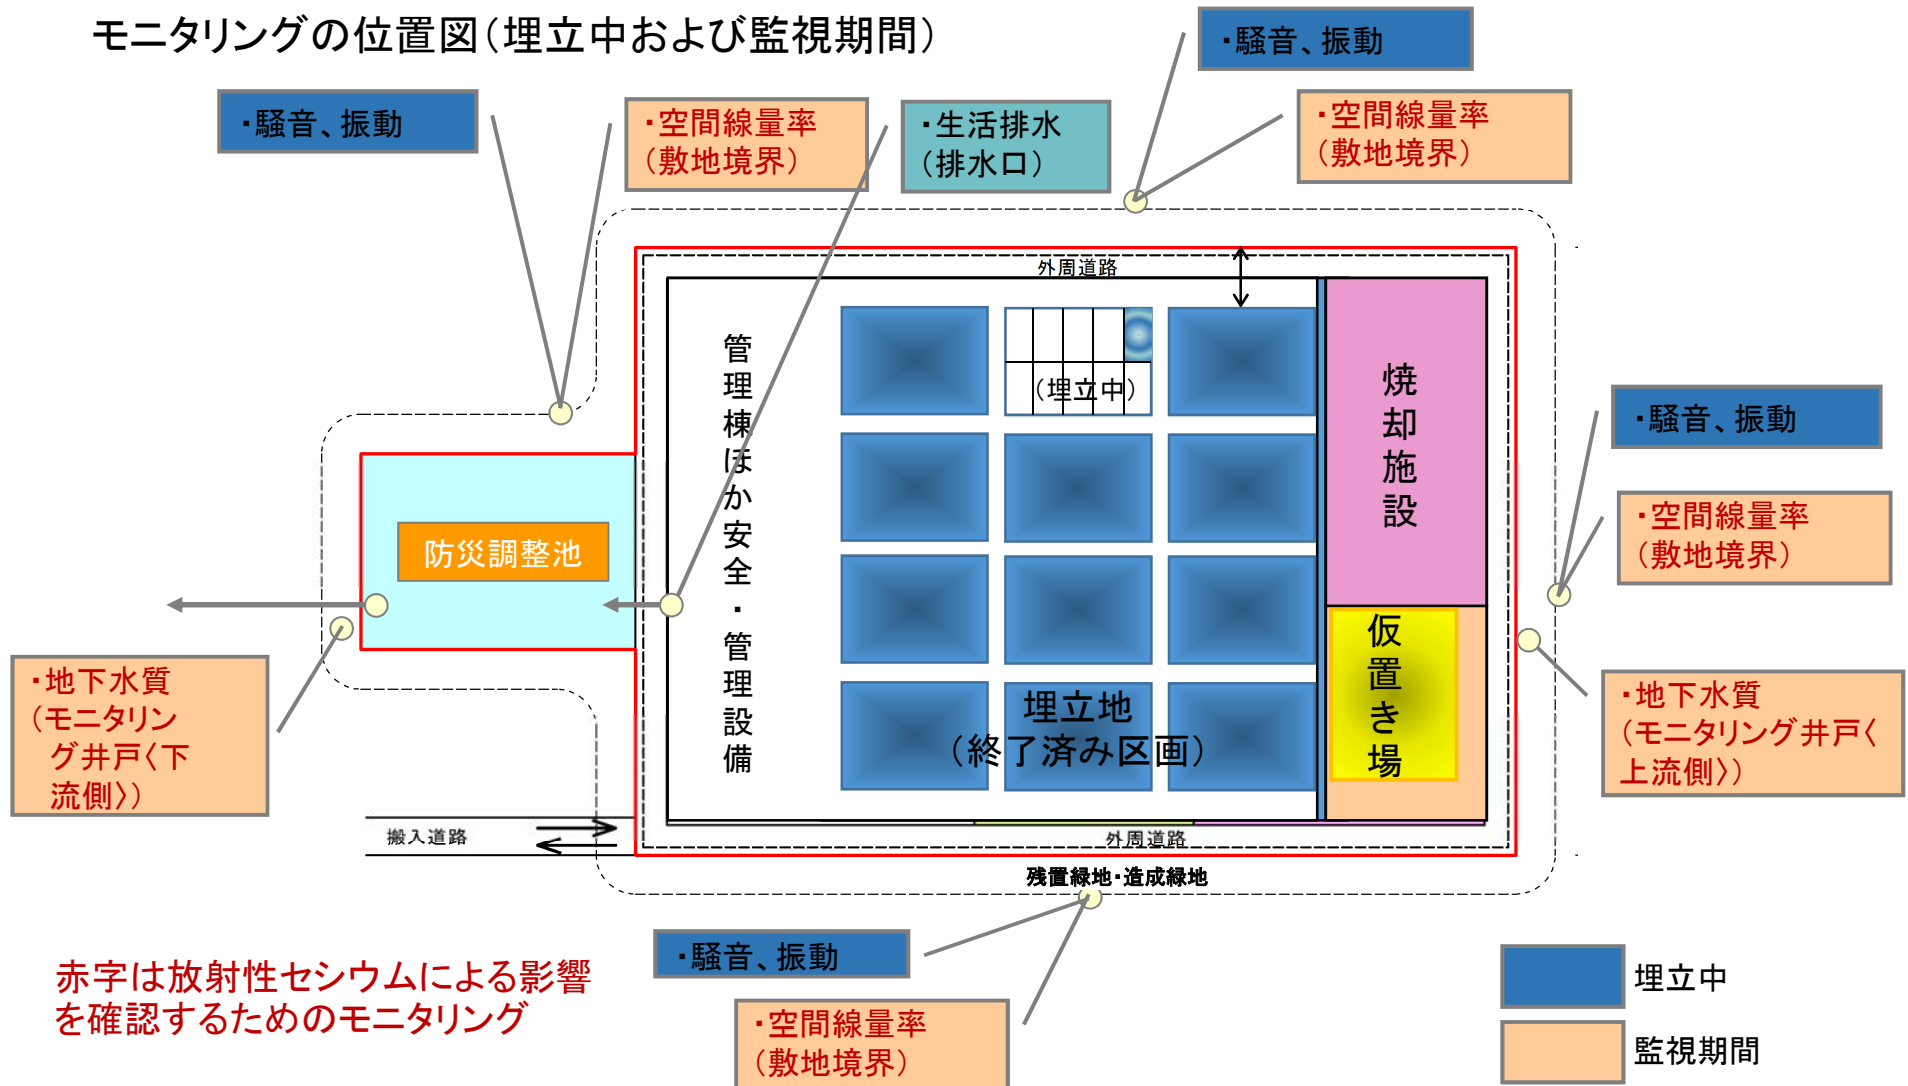 モニタリングの位置図（埋立中および監視期間）
・騒音、振動
・騒音、振動
・空間線量率
（敷地境界）
・生活排水
（排水口）
・空間線量率
（敷地境界）
外周道路
管理棟ほか安全・管理設備
（埋立中）
焼却施設
・騒音、振動
・空間線量率
（敷地境界）
防災調整池
仮置き場
・地下水質
（モニタリン
グ井戸〈下
流側〉）
・地下水質
（モニタリング井戸〈
上流側〉）
埋立地
（終了済み区画）
搬入道路
外周道路
残置緑地・造成緑地
・騒音、振動
・空間線量率
（敷地境界）
赤字は放射性セシウムによる影響
を確認するためのモニタリング
埋立中
監視期間